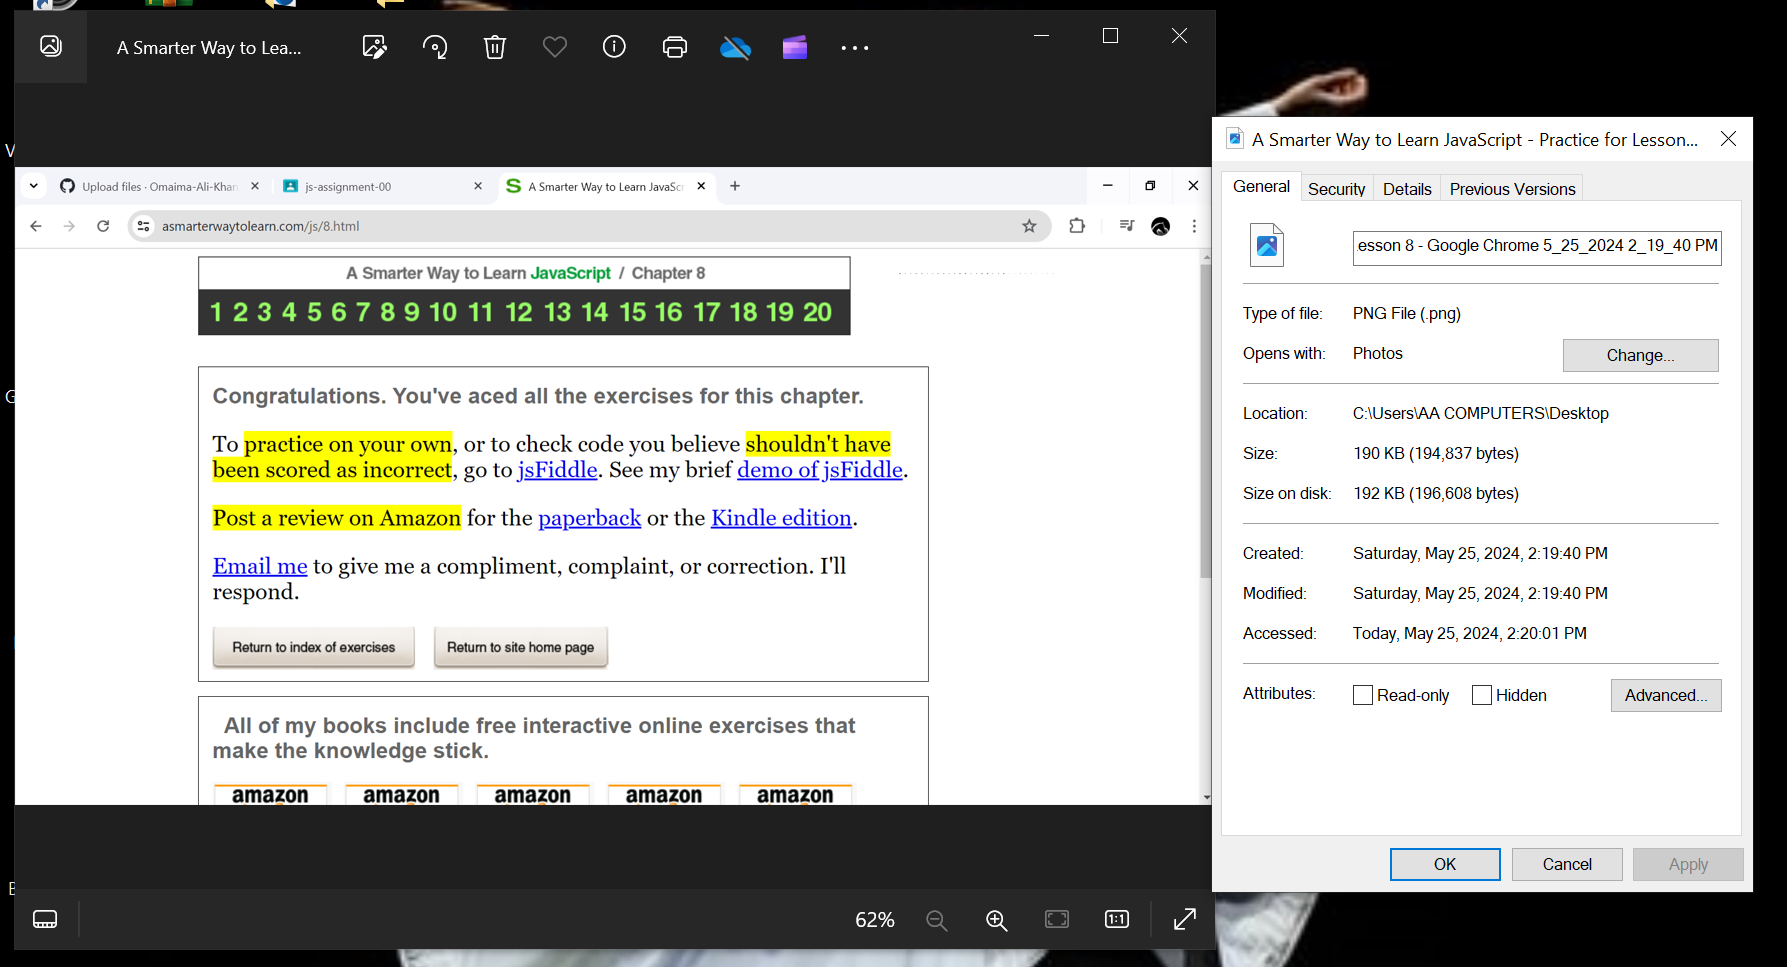 A Smarter Way to Lea...
Upload files · Omaima-Ali-Khan
js-assignment-00
A Smarter Way to Learn JavaSc
asmarterwaytolearn.com/js/8.html
A Smarter Way to Learn JavaScript / Chapter 8
1 2 3 4 5 6 7 8 9 10 11 12 13 14 15 16 17 18 19 20
Congratulations. You've aced all the exercises for this chapter.
To practice on your own, or to check code you believe shouldn't have
been scored as incorrect, go to jsFiddle. See my brief demo of jsFiddle.
Post a review on Amazon for the paperback or the Kindle edition.
Email me to give me a compliment, complaint, or correction. I'll
respond.
Return to index of exercises
Return to site home page
All of my books include free interactive online exercises that
make the knowledge stick.
amazon amazon amazon amazon amazon
62%
1:1
A Smarter Way to Learn JavaScript - Practice for Lesson...
General Security Details Previous Versions
esson 8 - Google Chrome 5_25_2024 2_19_40 PM
Type of file: PNG File (.png)
Opens with: Photos
Change...
Location: C:\Users\AA COMPUTERS\Desktop
Size: 190 KB (194,837 bytes)
Size on disk: 192 KB (196,608 bytes)
Created: Saturday, May 25, 2024, 2:19:40 PM
Modified: Saturday, May 25, 2024, 2:19:40 PM
Accessed: Today, May 25, 2024, 2:20:01 PM
Attributes: Read-only Hidden
Advanced...
OK Cancel Apply